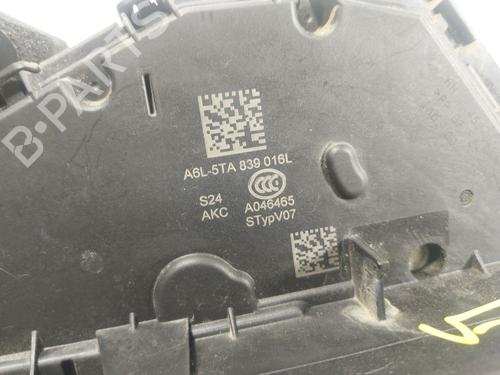 B-PARTS
A6L-5TA 839 016L
S24
AKC
A046465
STypV07